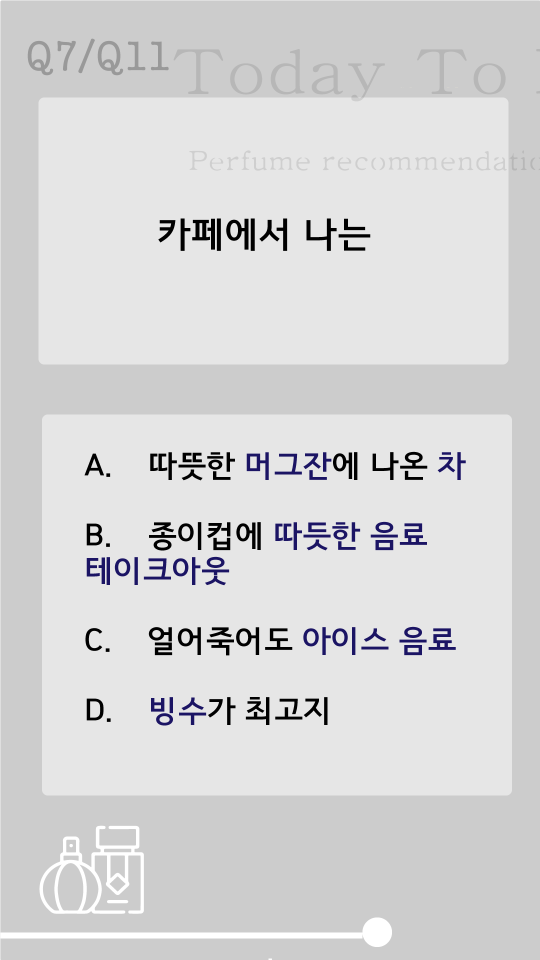 Q7/Q11
Today To
Perfume recommendatio
카페에서 나는
A. 따뜻한 머그잔에 나온 차
B. 종이컵에 따듯한 음료
테이크아웃
C. 얼어죽어도 아이스 음료
D. 빙수가 최고지